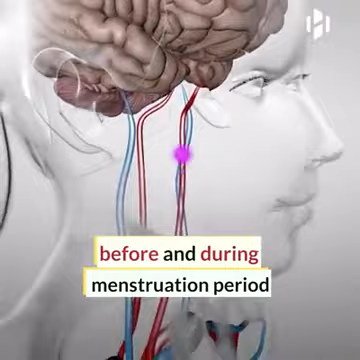 before and during
menstruation period